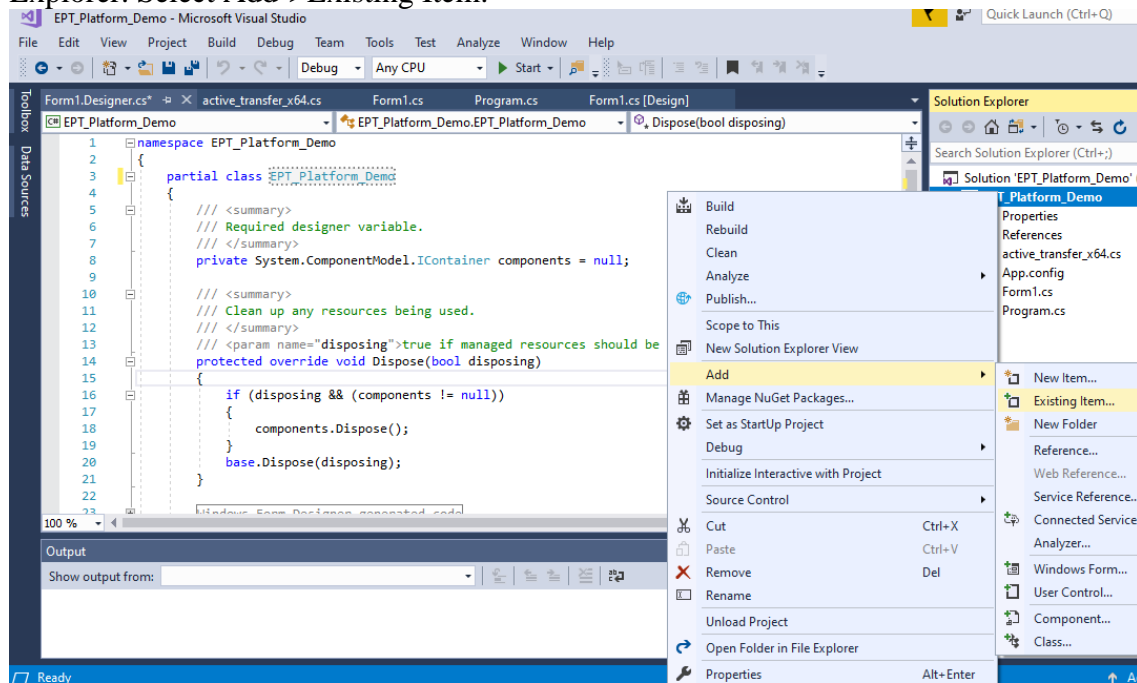 Explorer. Select Add>Existing Item.
EPT_Platform_Demo - Microsoft Visual Studio
Quick Launch (Ctrl+Q)
File Edit View Project Build Debug Team Tools Test Analyze Window Help
Debug Any CPU Start
Toolbox
Data Sources
Form1.Designer.cs* active_transfer_x64.cs Form1.cs Program.cs Form1.cs [Design]
EPT_Platform_Demo EPT_Platform_Demo.EPT_Platform_Demo Dispose(bool disposing)
1 namespace EPT_Platform_Demo
2 {
3 partial class EPT_Platform_Demo
4 {
5 /// <summary>
6 /// Required designer variable.
7 /// </summary>
8 private System.ComponentModel.IContainer components = null;
9
10 /// <summary>
11 /// Clean up any resources being used.
12 /// </summary>
13 /// <param name="disposing">true if managed resources should be
14 protected override void Dispose(bool disposing)
15 {
16 if (disposing && (components != null))
17 {
18 components.Dispose();
19 }
20 base.Dispose(disposing);
21 }
22
23 Windows Form Designer generated code
100 %
Output
Show output from:
Ready
Solution Explorer
Search Solution Explorer (Ctrl+;)
Solution 'EPT_Platform_Demo' (
T_Platform_Demo
Properties
References
active_transfer_x64.cs
App.config
Form1.cs
Program.cs
Build
Rebuild
Clean
Analyze
Publish...
Scope to This
New Solution Explorer View
Add
Manage NuGet Packages...
Set as StartUp Project
Debug
Initialize Interactive with Project
Source Control
Cut Ctrl+X
Paste Ctrl+V
Remove Del
Rename
Unload Project
Open Folder in File Explorer
Properties Alt+Enter
New Item...
Existing Item...
New Folder
Reference...
Web Reference...
Service Reference..
Connected Service
Analyzer...
Windows Form...
User Control...
Component...
Class...